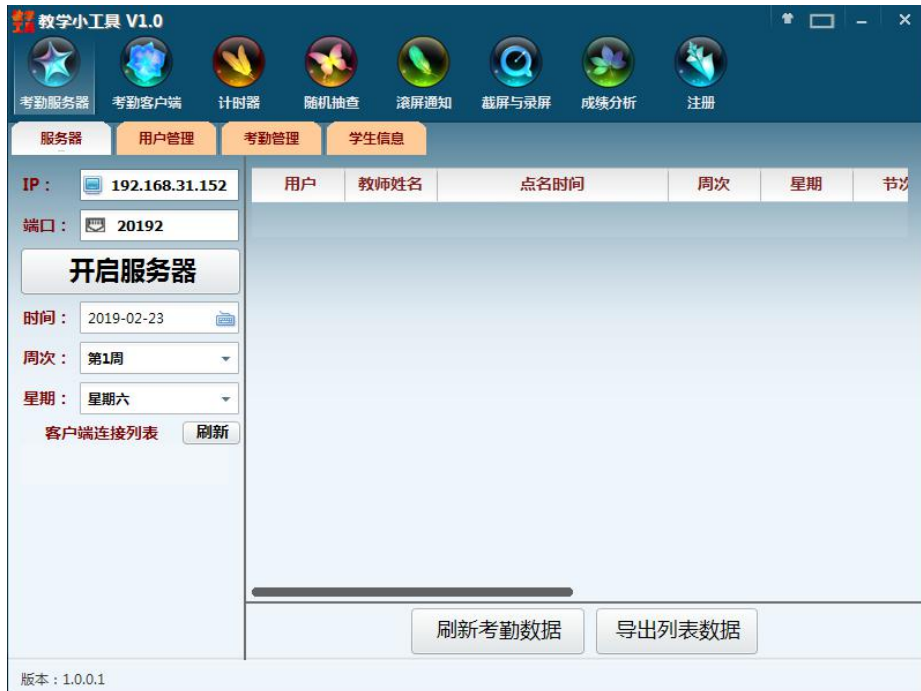 教学小工具 V1.0
考勤服务器 考勤客户端 计时器 随机抽查 滚屏通知 截屏与录屏 成绩分析 注册
服务器 用户管理 考勤管理 学生信息
IP： 192.168.31.152
用户 教师姓名 点名时间 周次 星期 节次
端口： 20192
开启服务器
时间： 2019-02-23
周次： 第1周
星期： 星期六
客户端连接列表 刷新
刷新考勤数据 导出列表数据
版本：1.0.0.1